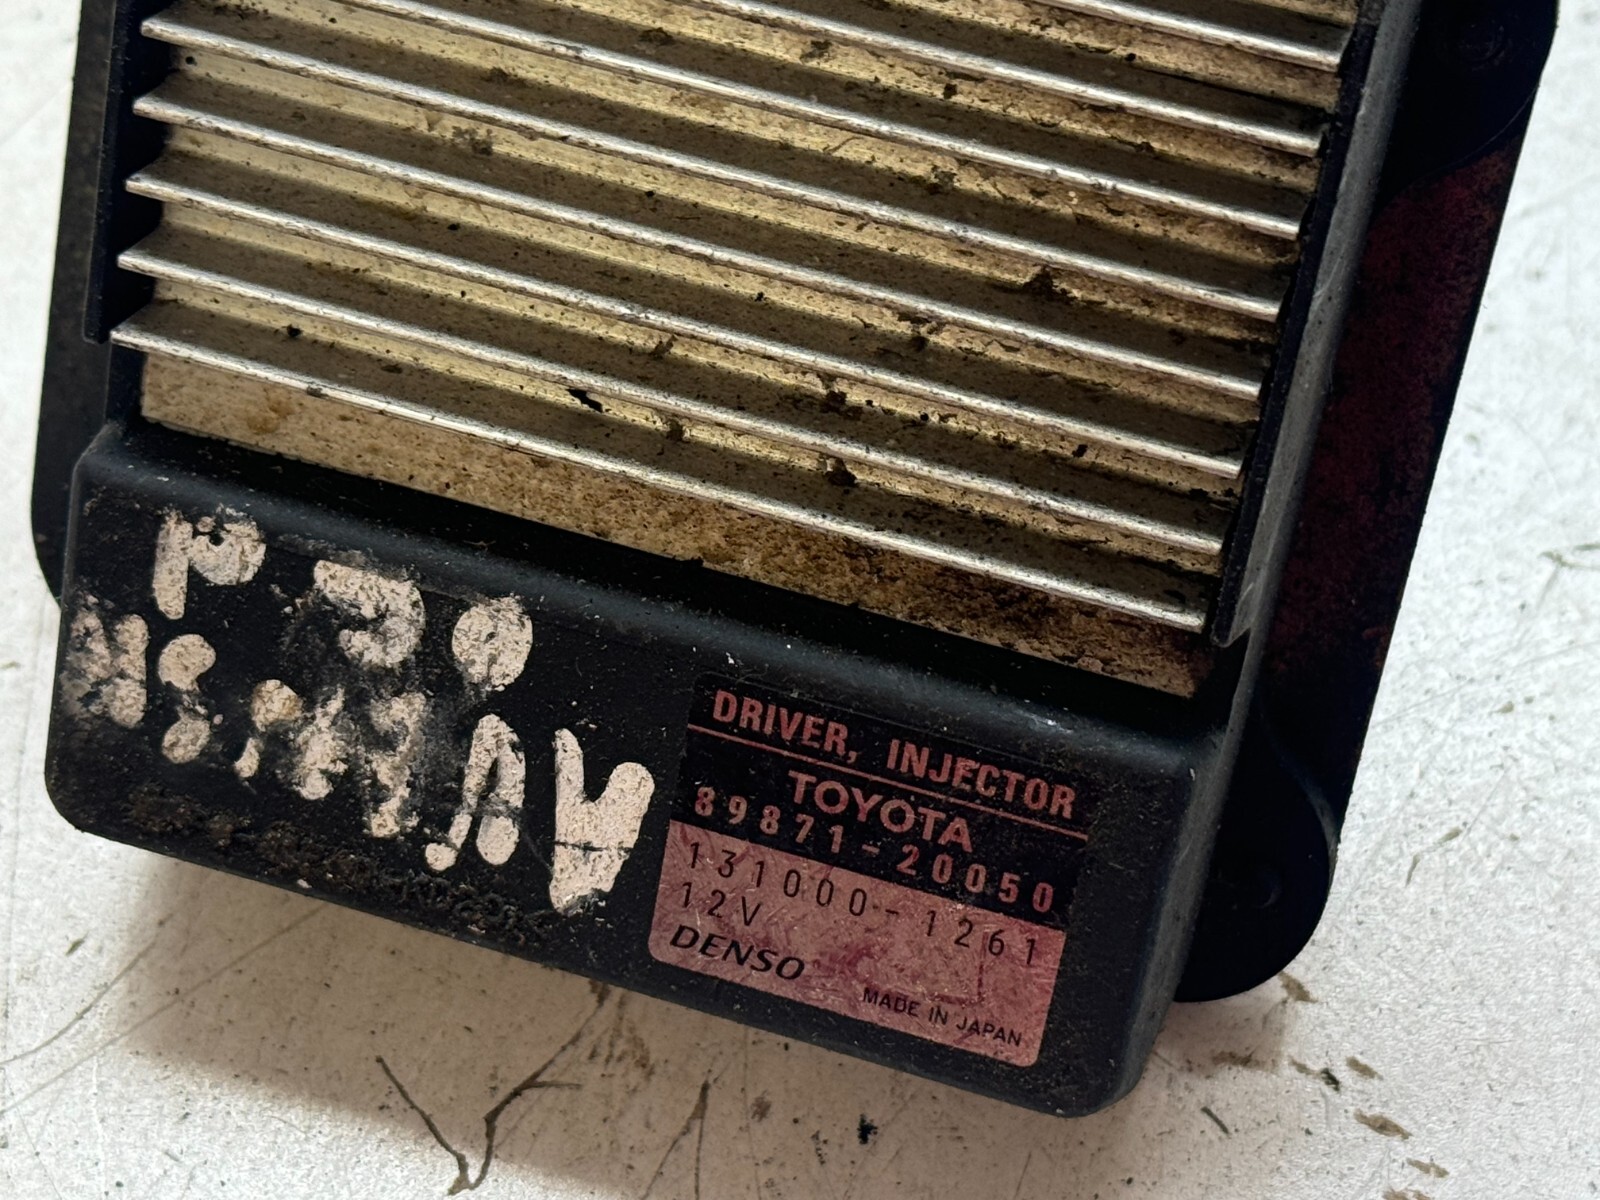 DRIVER, INJECTOR
TOYOTA
89871-20050
131000-1261
12V
DENSO
MADE IN JAPAN